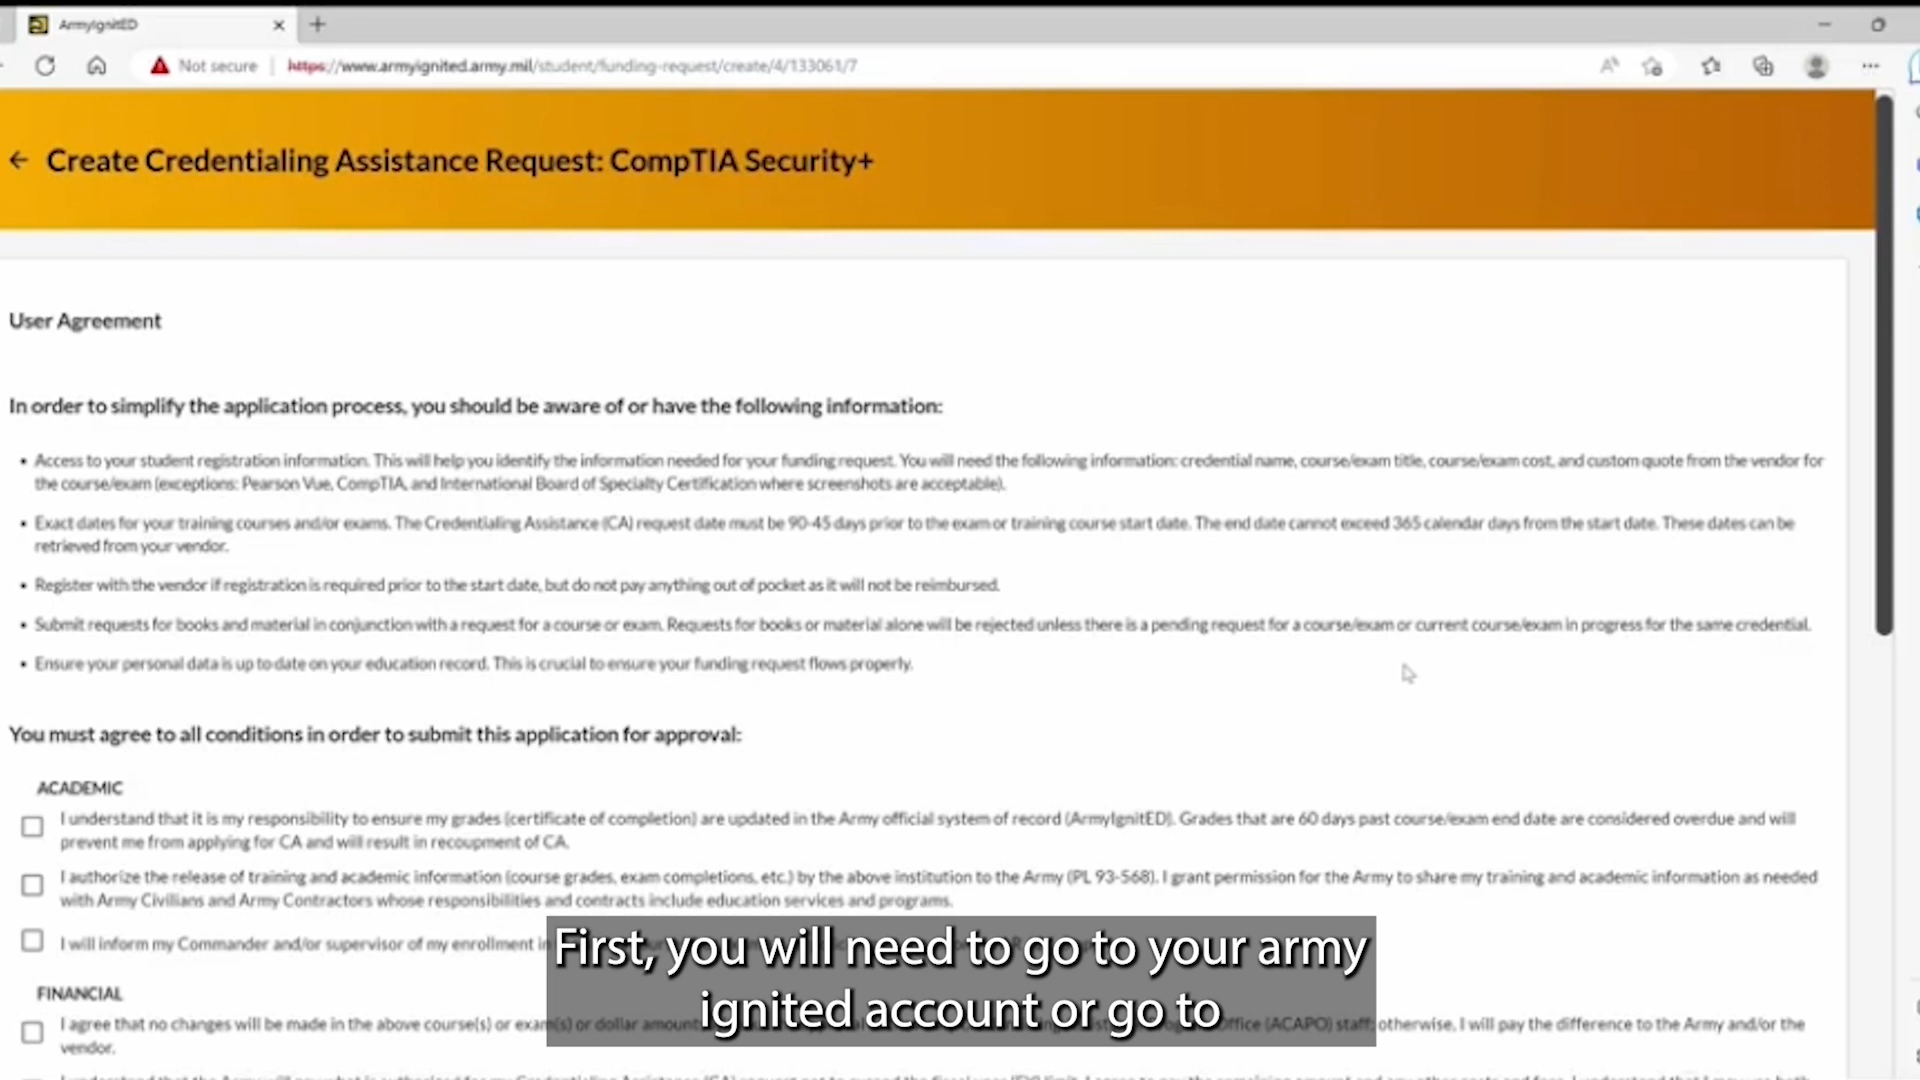 ArmyIgnitED
Not secure | https://www.armyignited.army.mil/student/funding-request/create/4/133061/7
Create Credentialing Assistance Request: CompTIA Security+
User Agreement
In order to simplify the application process, you should be aware of or have the following information:
• Access to your student registration information. This will help you identify the information needed for your funding request. You will need the following information: credential name, course/exam title, course/exam cost, and custom quote from the vendor for
the course/exam (exceptions: Pearson Vue, CompTIA, and International Board of Specialty Certification where screenshots are acceptable).
• Exact dates for your training courses and/or exams. The Credentialing Assistance (CA) request date must be 90-45 days prior to the exam or training course start date. The end date cannot exceed 365 calendar days from the start date. These dates can be
retrieved from your vendor.
• Register with the vendor if registration is required prior to the start date, but do not pay anything out of pocket as it will not be reimbursed.
• Submit requests for books and material in conjunction with a request for a course or exam. Requests for books or material alone will be rejected unless there is a pending request for a course/exam or current course/exam in progress for the same credential.
• Ensure your personal data is up to date on your education record. This is crucial to ensure your funding request flows properly.
You must agree to all conditions in order to submit this application for approval:
ACADEMIC
I understand that it is my responsibility to ensure my grades (certificate of completion) are updated in the Army official system of record (ArmyIgnitED). Grades that are 60 days past course/exam end date are considered overdue and will
prevent me from applying for CA and will result in recoupment of CA.
I authorize the release of training and academic information (course grades, exam completions, etc.) by the above institution to the Army (PL 93-568). I grant permission for the Army to share my training and academic information as needed
with Army Civilians and Army Contractors whose responsibilities and contracts include education services and programs.
I will inform my Commander and/or supervisor of my enrollment in
FINANCIAL
I agree that no changes will be made in the above course(s) or exam(s) or dollar amount Office (ACAPO) staff; otherwise, I will pay the difference to the Army and/or the
vendor.
First, you will need to go to your army
ignited account or go to